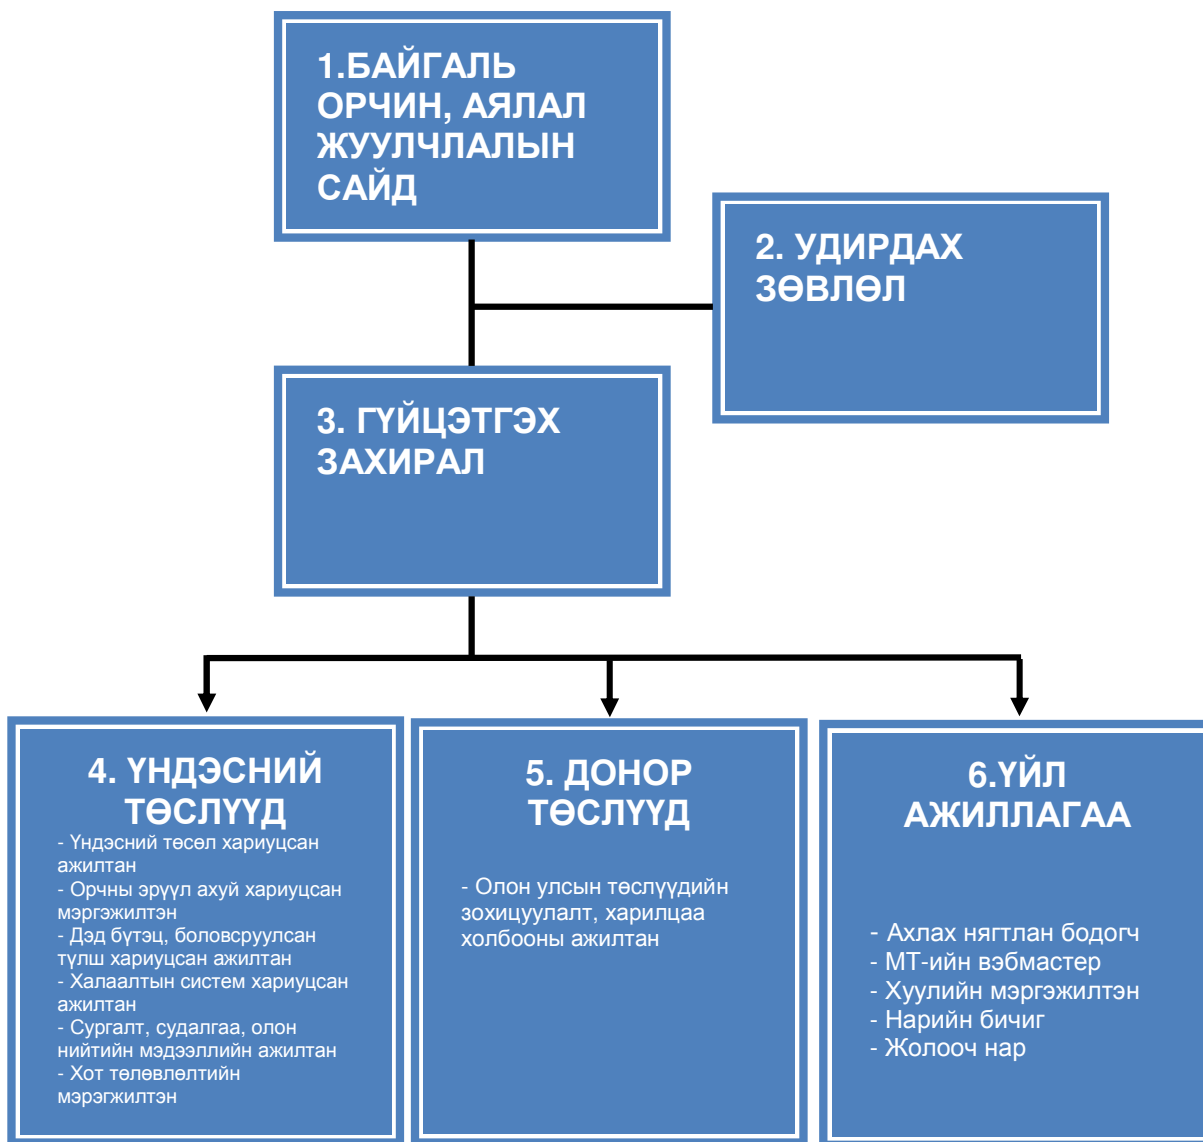 1.БАЙГАЛЬ
ОРЧИН, АЯЛАЛ
ЖУУЛЧЛАЛЫН
САЙД
2. УДИРДАХ
ЗӨВЛӨЛ
3. ГҮЙЦЭТГЭХ
ЗАХИРАЛ
4. ҮНДЭСНИЙ
ТӨСЛҮҮД
- Үндэсний төсөл хариуцсан
ажилтан
- Орчны эрүүл ахуй хариуцсан
мэргэжилтэн
- Дэд бүтэц, боловсруулсан
түлш хариуцсан ажилтан
- Халаалтын систем хариуцсан
ажилтан
- Сургалт, судалгаа, олон
нийтийн мэдээллийн ажилтан
- Хот төлөвлөлтийн
мэрэгжилтэн
5. ДОНОР
ТӨСЛҮҮД
- Олон улсын төслүүдийн
зохицуулалт, харилцаа
холбооны ажилтан
6.ҮЙЛ
АЖИЛЛАГАА
- Ахлах нягтлан бодогч
- МТ-ийн вэбмастер
- Хуулийн мэргэжилтэн
- Нарийн бичиг
- Жолооч нар